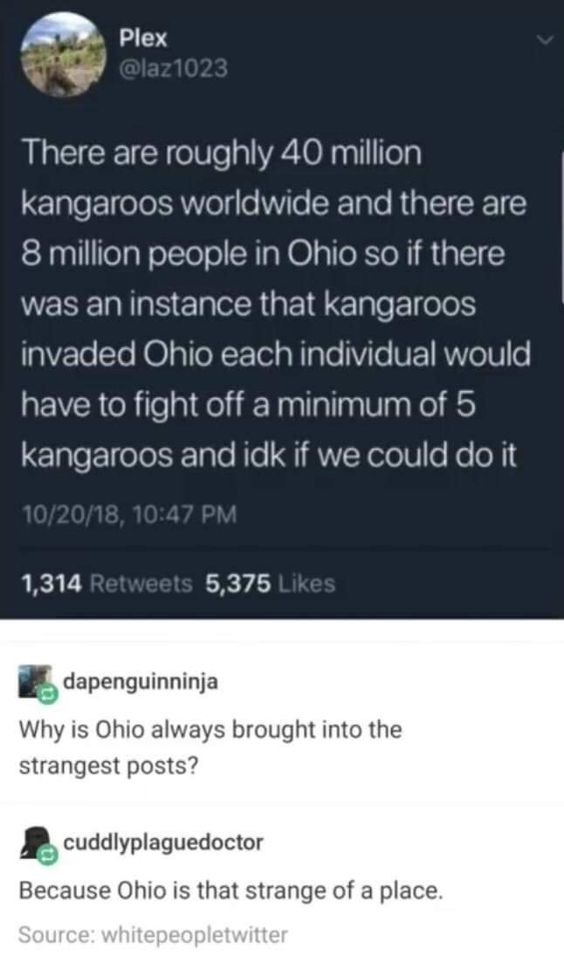 Plex
@laz1023
There are roughly 40 million
kangaroos worldwide and there are
8 million people in Ohio so if there
was an instance that kangaroos
invaded Ohio each individual would
have to fight off a minimum of 5
kangaroos and idk if we could do it
10/20/18, 10:47 PM
1,314 Retweets 5,375 Likes
dapenguinninja
Why is Ohio always brought into the
strangest posts?
cuddlyplaguedoctor
Because Ohio is that strange of a place.
Source: whitepeopletwitter